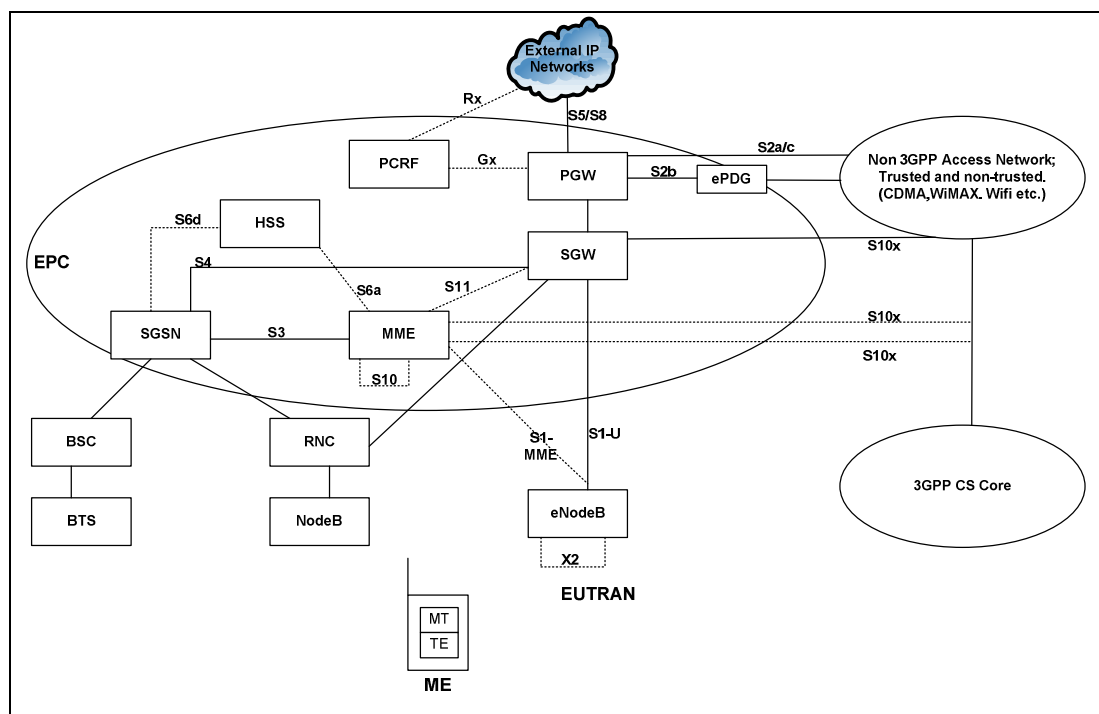 External IP
Networks
Rx
S5/S8
S2a/c
PCRF
Gx
PGW
S2b
ePDG
Non 3GPP Access Network;
Trusted and non-trusted.
(CDMA,WiMAX. Wifi etc.)
S6d
HSS
SGW
S10x
EPC
S4
S6a
S11
SGSN
S3
MME
S10x
S10x
S10
BSC
RNC
S1-
MME
S1-U
3GPP CS Core
BTS
NodeB
eNodeB
X2
EUTRAN
MT
TE
ME